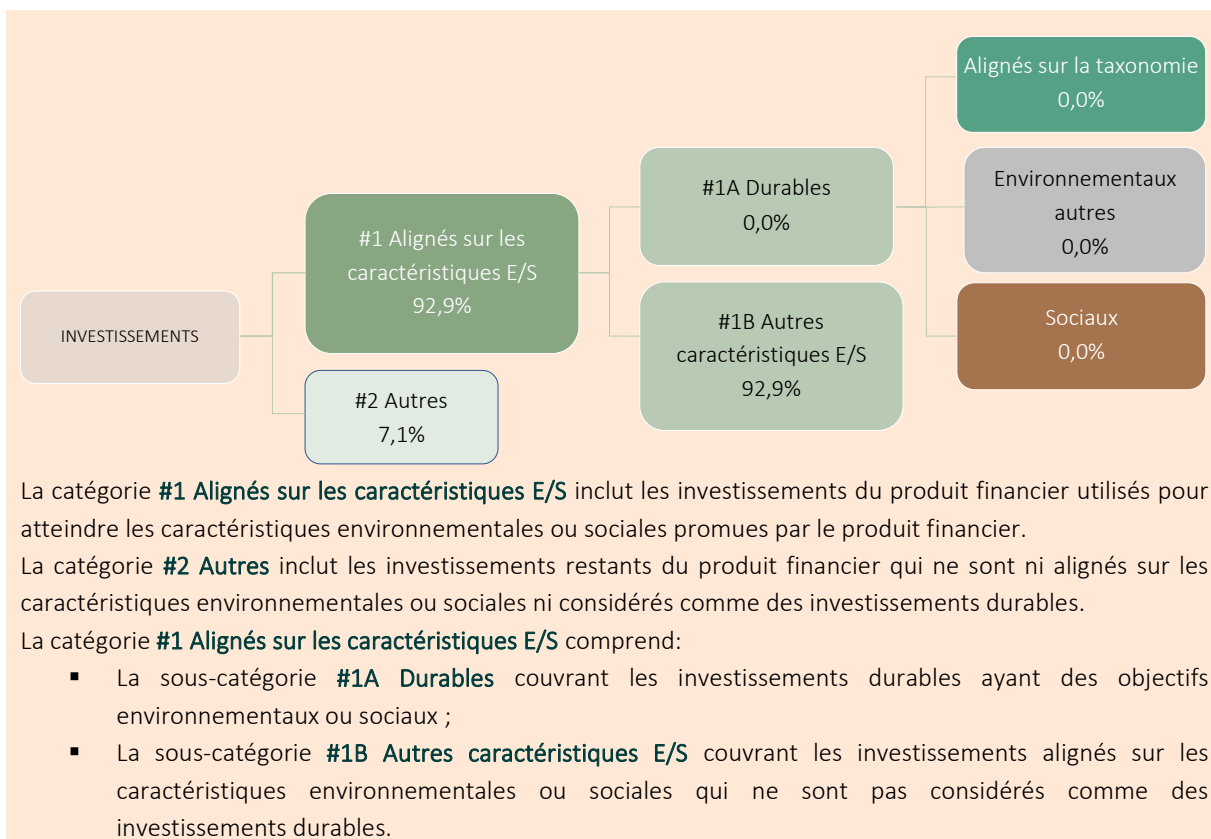 Alignés sur la taxonomie
0,0%
#1A Durables
0,0%
Environnementaux
autres
0,0%
#1 Alignés sur les
caractéristiques E/S
92,9%
INVESTISSEMENTS
#1B Autres
caractéristiques E/S
92,9%
Sociaux
0,0%
#2 Autres
7,1%
La catégorie #1 Alignés sur les caractéristiques E/S inclut les investissements du produit financier utilisés pour
atteindre les caractéristiques environnementales ou sociales promues par le produit financier.
La catégorie #2 Autres inclut les investissements restants du produit financier qui ne sont ni alignés sur les
caractéristiques environnementales ou sociales ni considérés comme des investissements durables.
La catégorie #1 Alignés sur les caractéristiques E/S comprend:
▪ La sous-catégorie #1A Durables couvrant les investissements durables ayant des objectifs
environnementaux ou sociaux ;
▪ La sous-catégorie #1B Autres caractéristiques E/S couvrant les investissements alignés sur les
caractéristiques environnementales ou sociales qui ne sont pas considérés comme des
investissements durables.